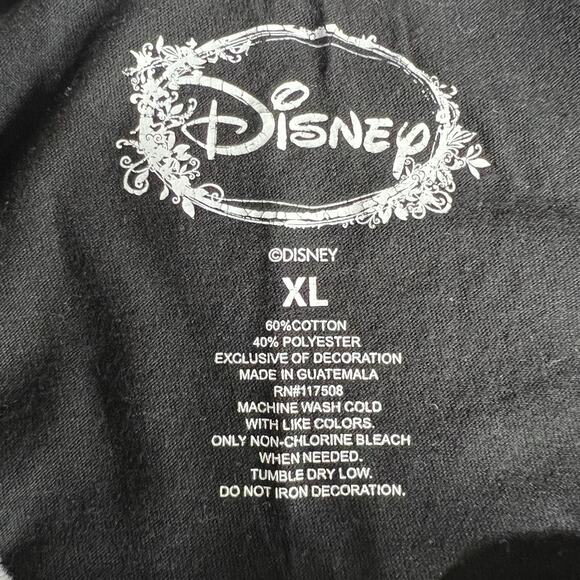 Disney
©DISNEY
XL
60%COTTON
40% POLYESTER
EXCLUSIVE OF DECORATION
MADE IN GUATEMALA
RN#117508
MACHINE WASH COLD
WITH LIKE COLORS.
ONLY NON-CHLORINE BLEACH
WHEN NEEDED.
TUMBLE DRY LOW.
DO NOT IRON DECORATION.